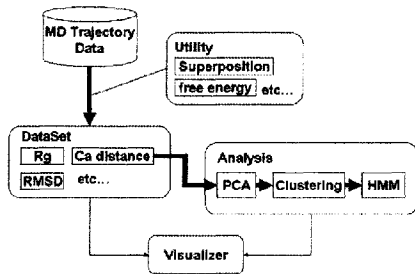 MD Trajectory
Data
Utility
Superposition
free energy etc...
DataSet
Rg Ca distance
RMSD etc...
Analysis
PCA Clustering HMM
Visualizer